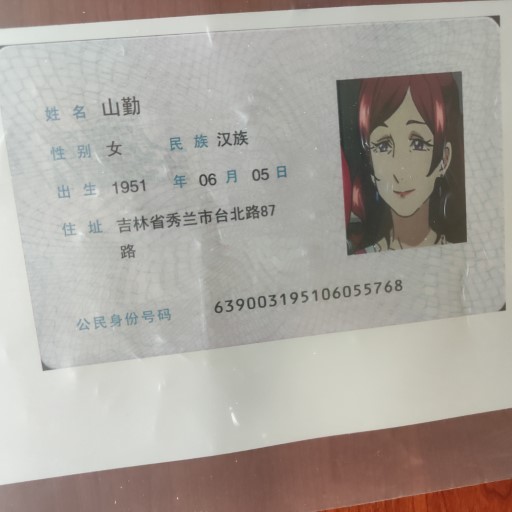 姓名 山勤
性别 女 民族 汉族
出生 1951 年 06 月 05 日
住址 吉林省秀兰市台北路87
路
公民身份号码 639003195106055768